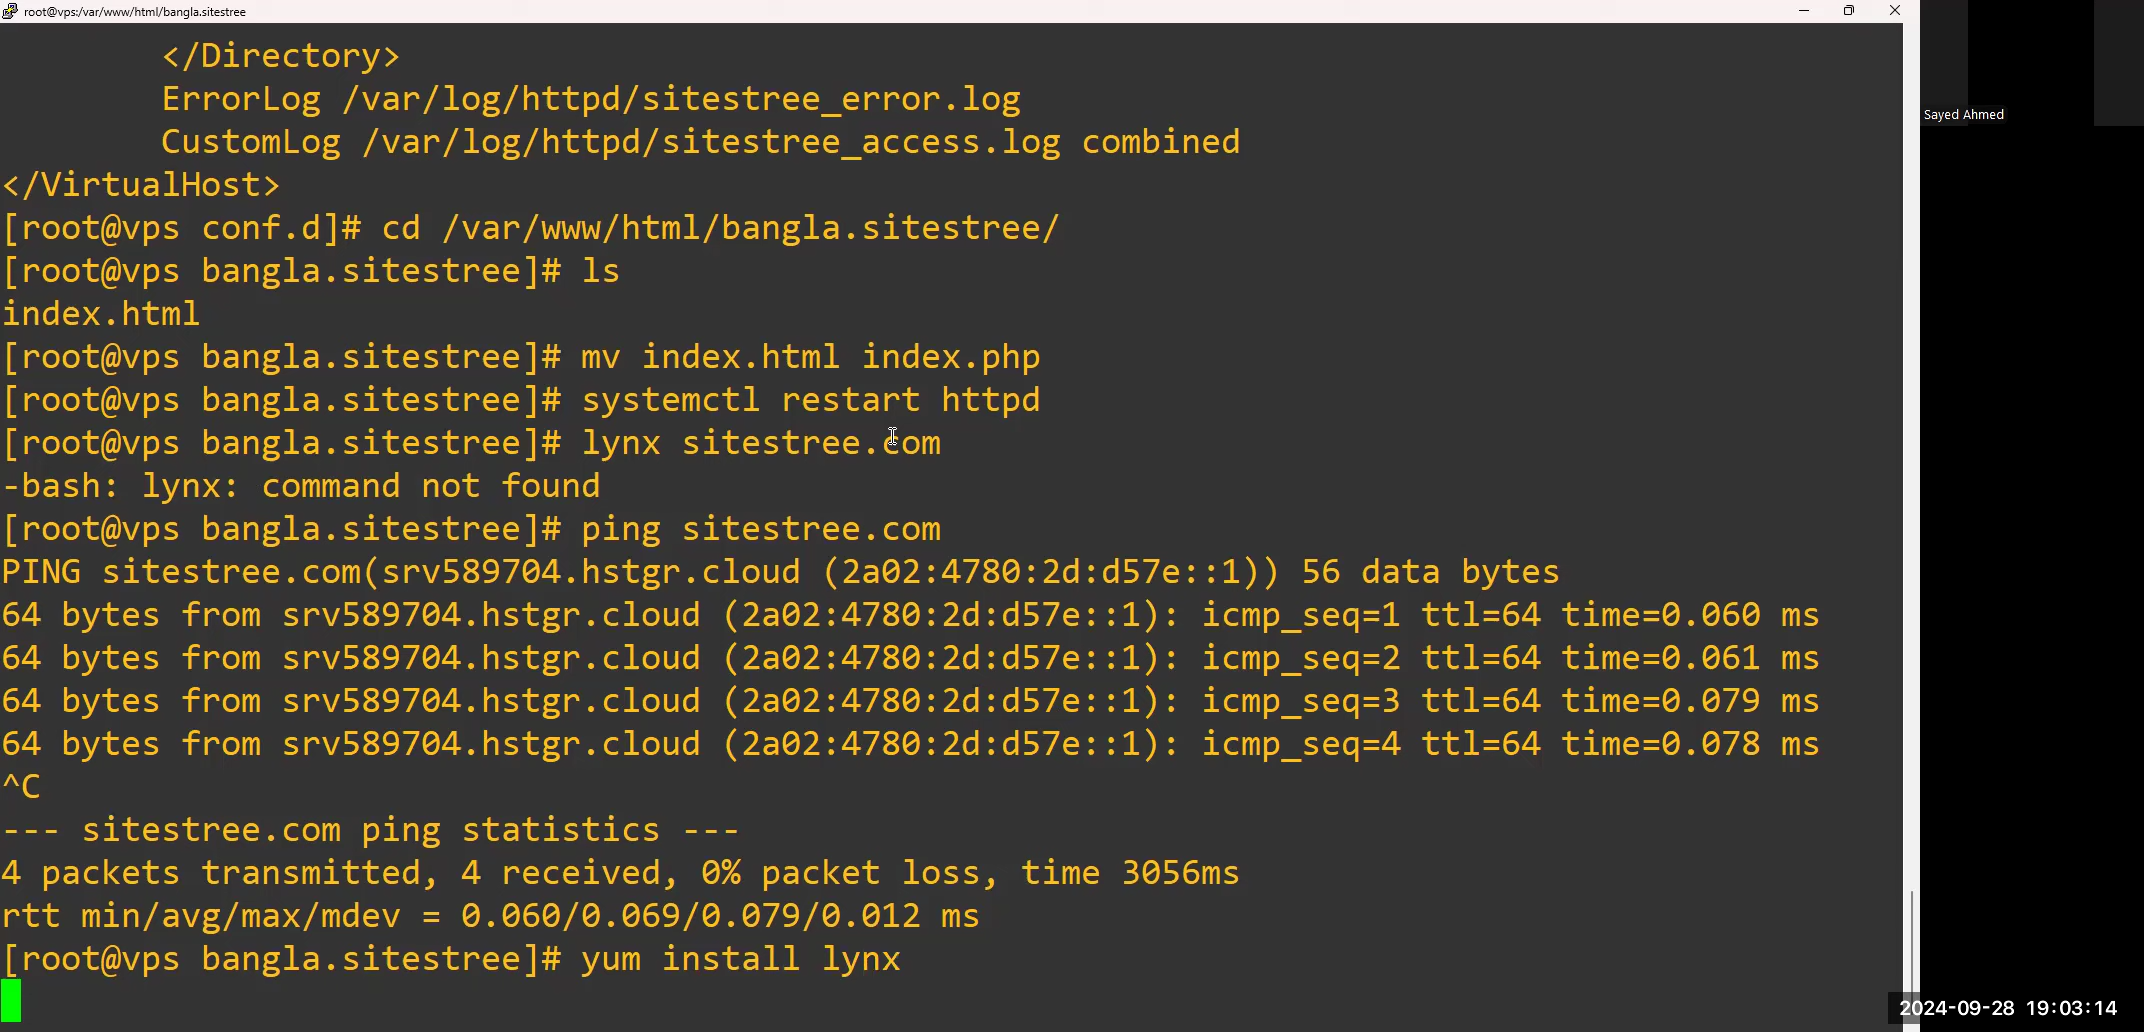 root@vps:/var/www/html/bangla.sitestree
</Directory>
ErrorLog /var/log/httpd/sitestree_error.log
CustomLog /var/log/httpd/sitestree_access.log combined
</VirtualHost>
[root@vps conf.d]# cd /var/www/html/bangla.sitestree/
[root@vps bangla.sitestree]# ls
index.html
[root@vps bangla.sitestree]# mv index.html index.php
[root@vps bangla.sitestree]# systemctl restart httpd
[root@vps bangla.sitestree]# lynx sitestree.com
-bash: lynx: command not found
[root@vps bangla.sitestree]# ping sitestree.com
PING sitestree.com(srv589704.hstgr.cloud (2a02:4780:2d:d57e::1)) 56 data bytes
64 bytes from srv589704.hstgr.cloud (2a02:4780:2d:d57e::1): icmp_seq=1 ttl=64 time=0.060 ms
64 bytes from srv589704.hstgr.cloud (2a02:4780:2d:d57e::1): icmp_seq=2 ttl=64 time=0.061 ms
64 bytes from srv589704.hstgr.cloud (2a02:4780:2d:d57e::1): icmp_seq=3 ttl=64 time=0.079 ms
64 bytes from srv589704.hstgr.cloud (2a02:4780:2d:d57e::1): icmp_seq=4 ttl=64 time=0.078 ms
^C
--- sitestree.com ping statistics ---
4 packets transmitted, 4 received, 0% packet loss, time 3056ms
rtt min/avg/max/mdev = 0.060/0.069/0.079/0.012 ms
[root@vps bangla.sitestree]# yum install lynx
Sayed Ahmed
2024-09-28 19:03:14